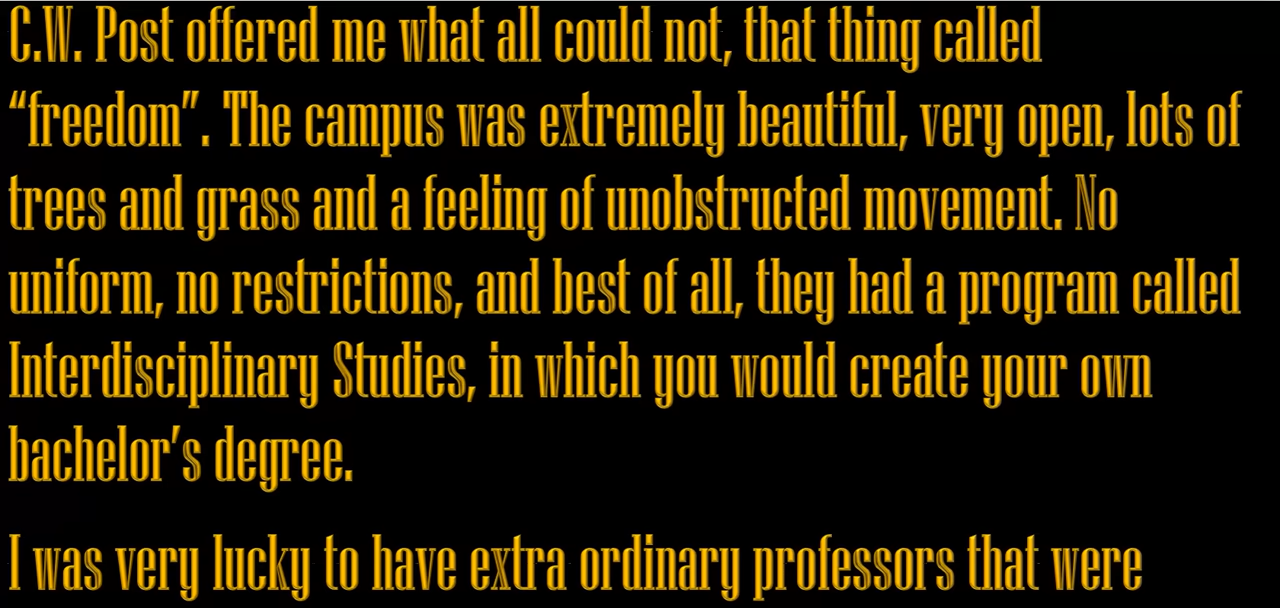 C.W. Post offered me what all could not, that thing called
“freedom”. The campus was extremely beautiful, very open, lots of
trees and grass and a feeling of unobstructed movement. No
uniform, no restrictions, and best of all, they had a program called
Interdisciplinary Studies, in which you would create your own
bachelor’s degree.
I was very lucky to have extra ordinary professors that were